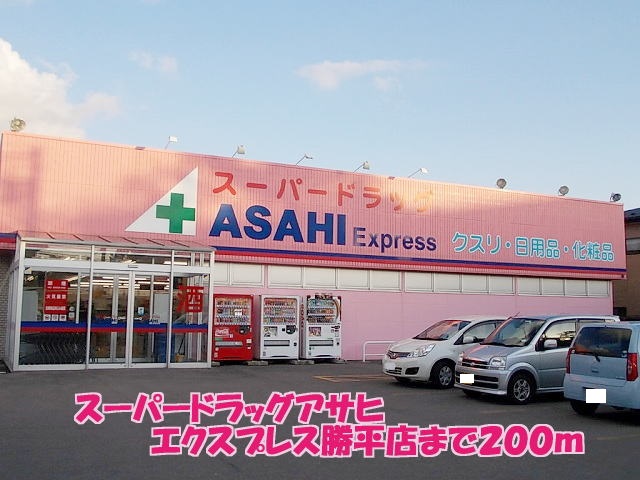 スーパードラッグ
ASAHI Express
クスリ・日用品・化粧品
スーパードラッグアサヒ
エクスプレス勝平店まで200m